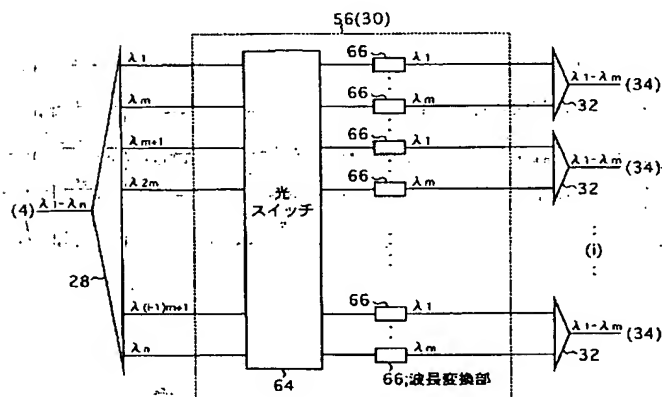 56(30)
λ1
66
λ1
λm
66
λm
λ1-λm (34)
32
λm+1
66
λ1
λ2m
66
λm
λ1-λm (34)
32
(4) λ1-λn
光
スイッチ
28
(i)
λ(i-1)m+1
66
λ1
λn
λm
λ1-λm (34)
32
64
66;波長変換部